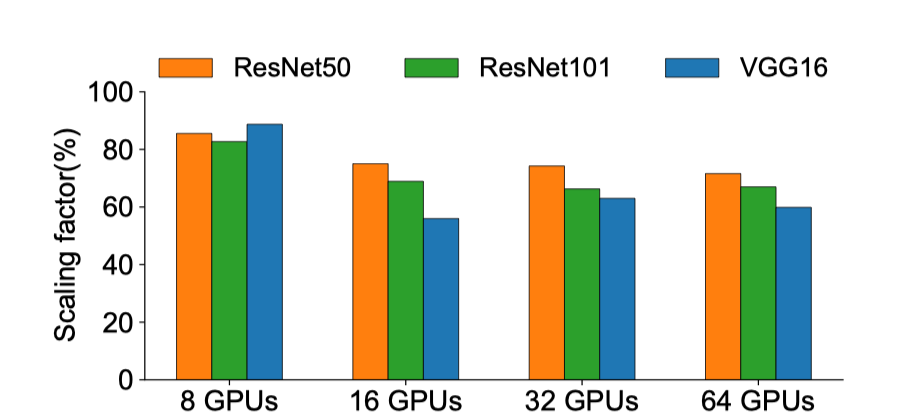 ResNet50 ResNet101 VGG16
100
80
60
40
20
0
Scaling factor(%)
8 GPUs 16 GPUs 32 GPUs 64 GPUs